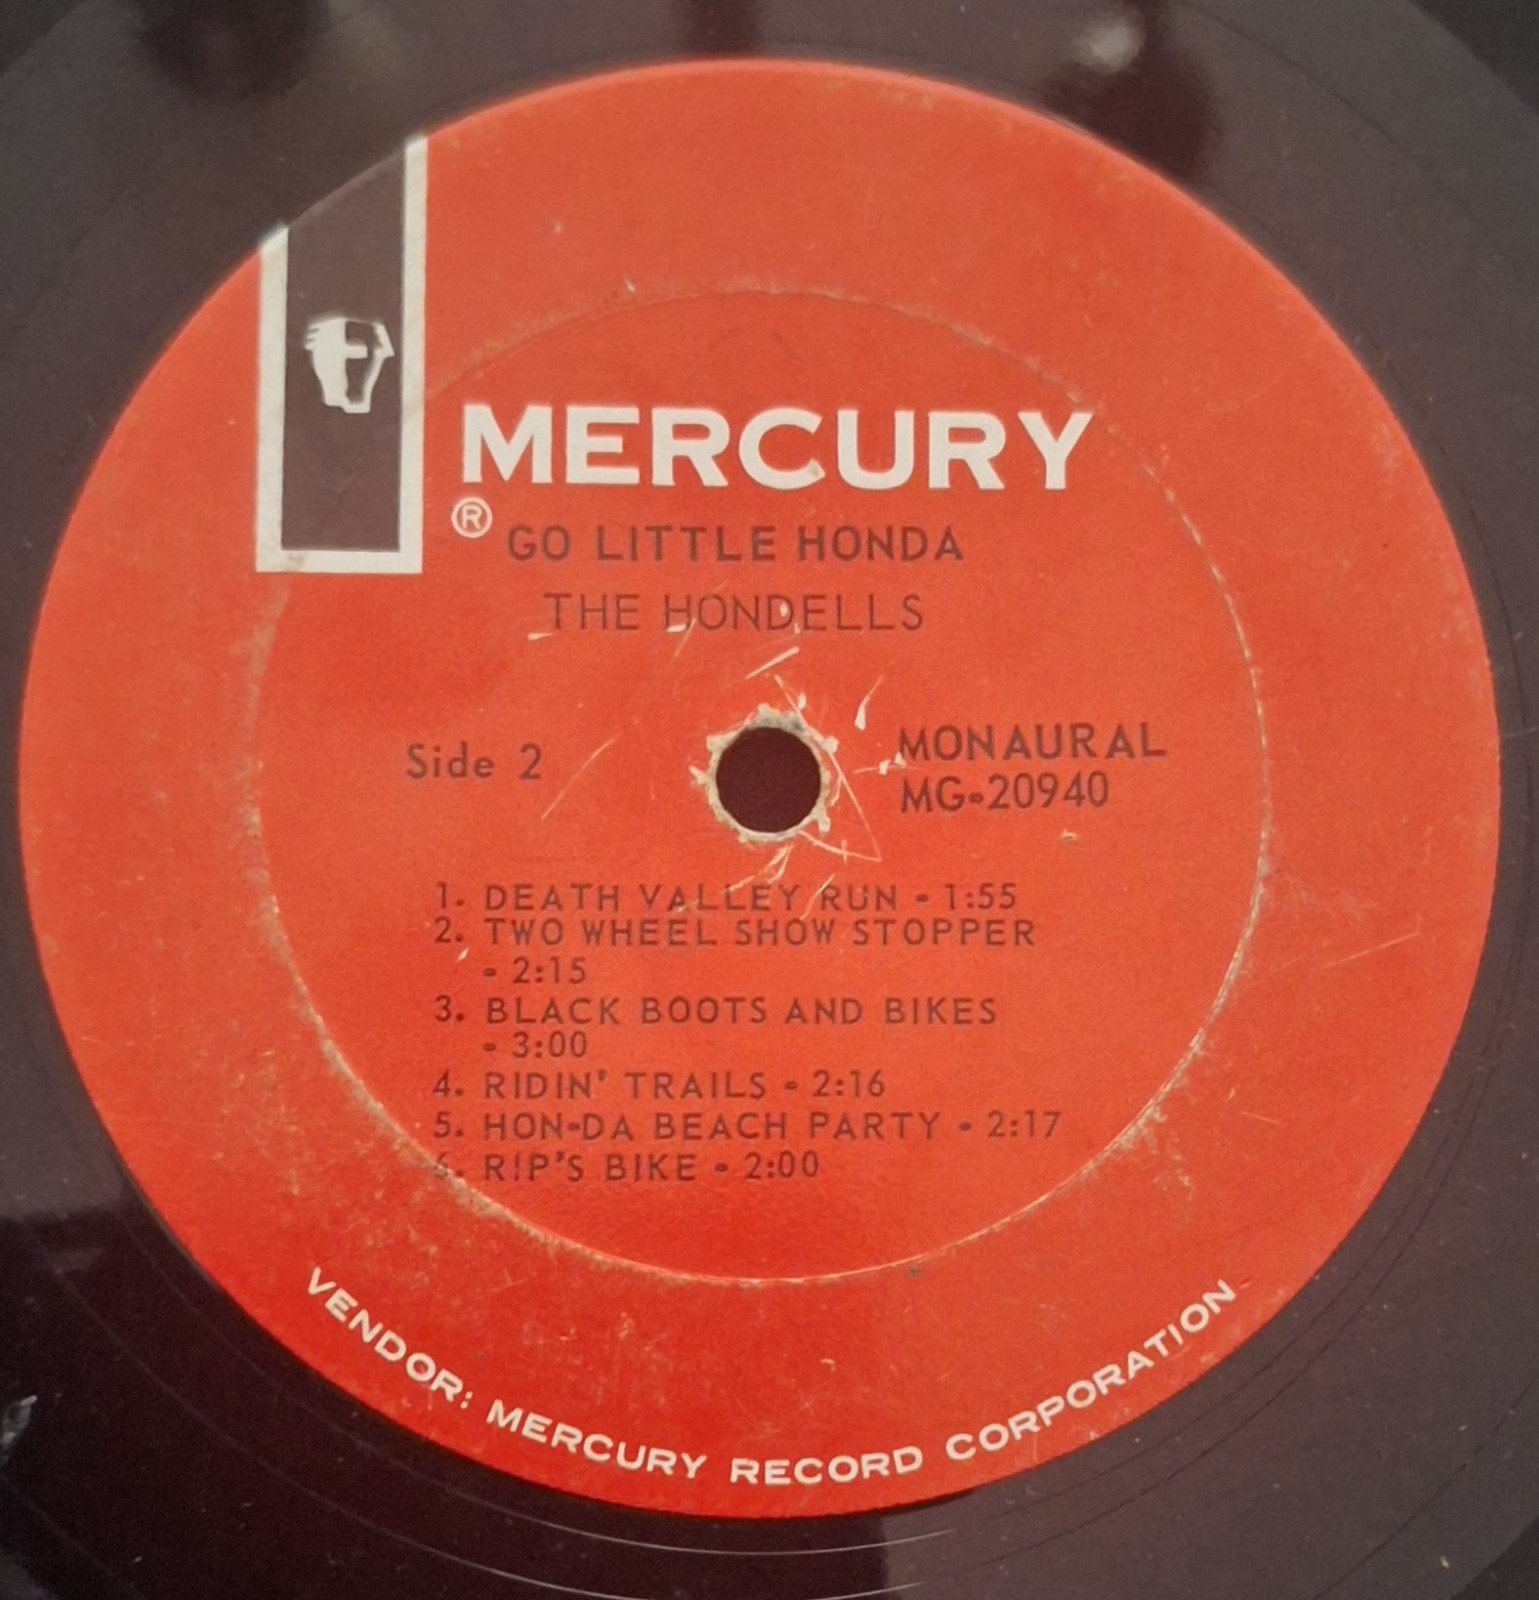 MERCURY
®
GO LITTLE HONDA
THE HONDELLS
Side 2
MONAURAL
MG-20940
1. DEATH VALLEY RUN - 1:55
2. TWO WHEEL SHOW STOPPER
- 2:15
3. BLACK BOOTS AND BIKES
- 3:00
4. RIDIN' TRAILS - 2:16
5. HON-DA BEACH PARTY - 2:17
6. RIP'S BIKE - 2:00
VENDOR: MERCURY RECORD CORPORATION